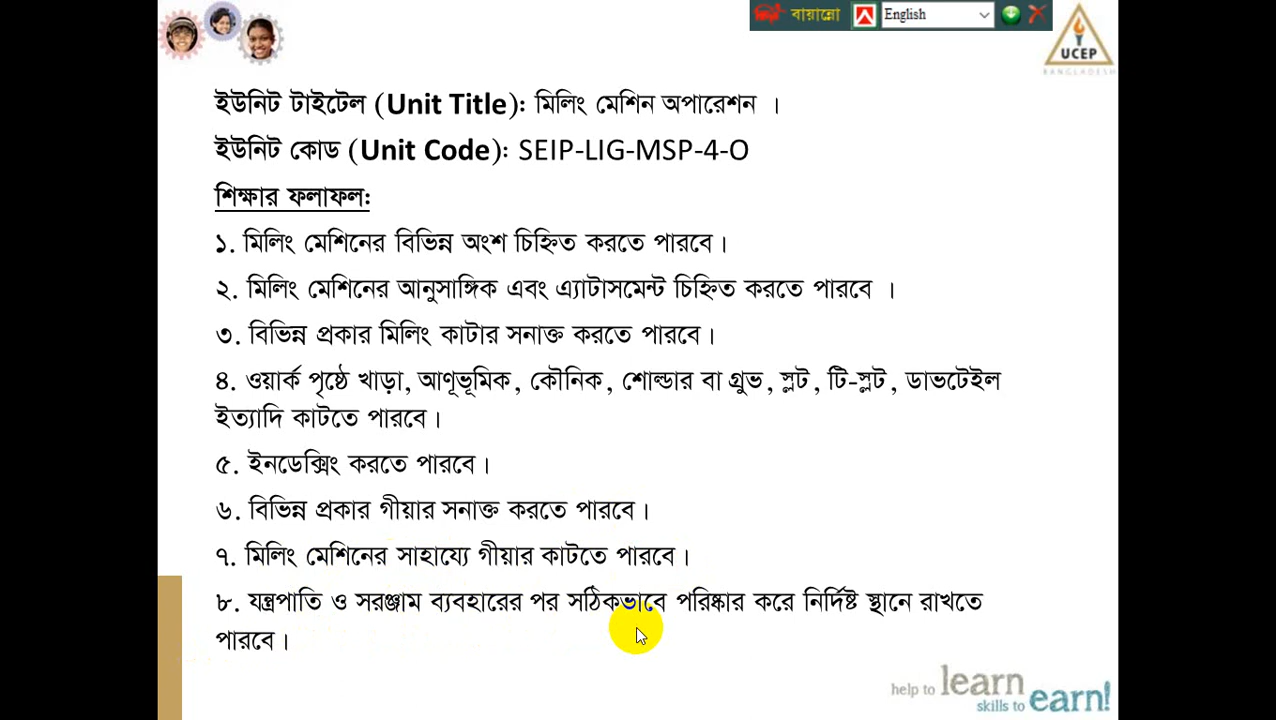 বায়ান্নো English
UCEP
BANGLADESH
ইউনিট টাইটেল (Unit Title): মিলিং মেশিন অপারেশন ।
ইউনিট কোড (Unit Code): SEIP-LIG-MSP-4-O
শিক্ষার ফলাফল:
১. মিলিং মেশিনের বিভিন্ন অংশ চিহ্নিত করতে পারবে।
২. মিলিং মেশিনের আনুসাঙ্গিক এবং এ্যাটাসমেন্ট চিহ্নিত করতে পারবে ।
৩. বিভিন্ন প্রকার মিলিং কাটার সনাক্ত করতে পারবে।
৪. ওয়ার্ক পৃষ্ঠে খাড়া, আণূভূমিক, কৌনিক, শোল্ডার বা গ্রুভ, স্লট, টি-স্লট, ডাভটেইল
ইত্যাদি কাটতে পারবে।
৫. ইনডেক্সিং করতে পারবে।
৬. বিভিন্ন প্রকার গীয়ার সনাক্ত করতে পারবে।
৭. মিলিং মেশিনের সাহায্যে গীয়ার কাটতে পারবে।
৮. যন্ত্রপাতি ও সরঞ্জাম ব্যবহারের পর সঠিকভাবে পরিষ্কার করে নির্দিষ্ট স্থানে রাখতে
পারবে।
help to learn
skills to earn!